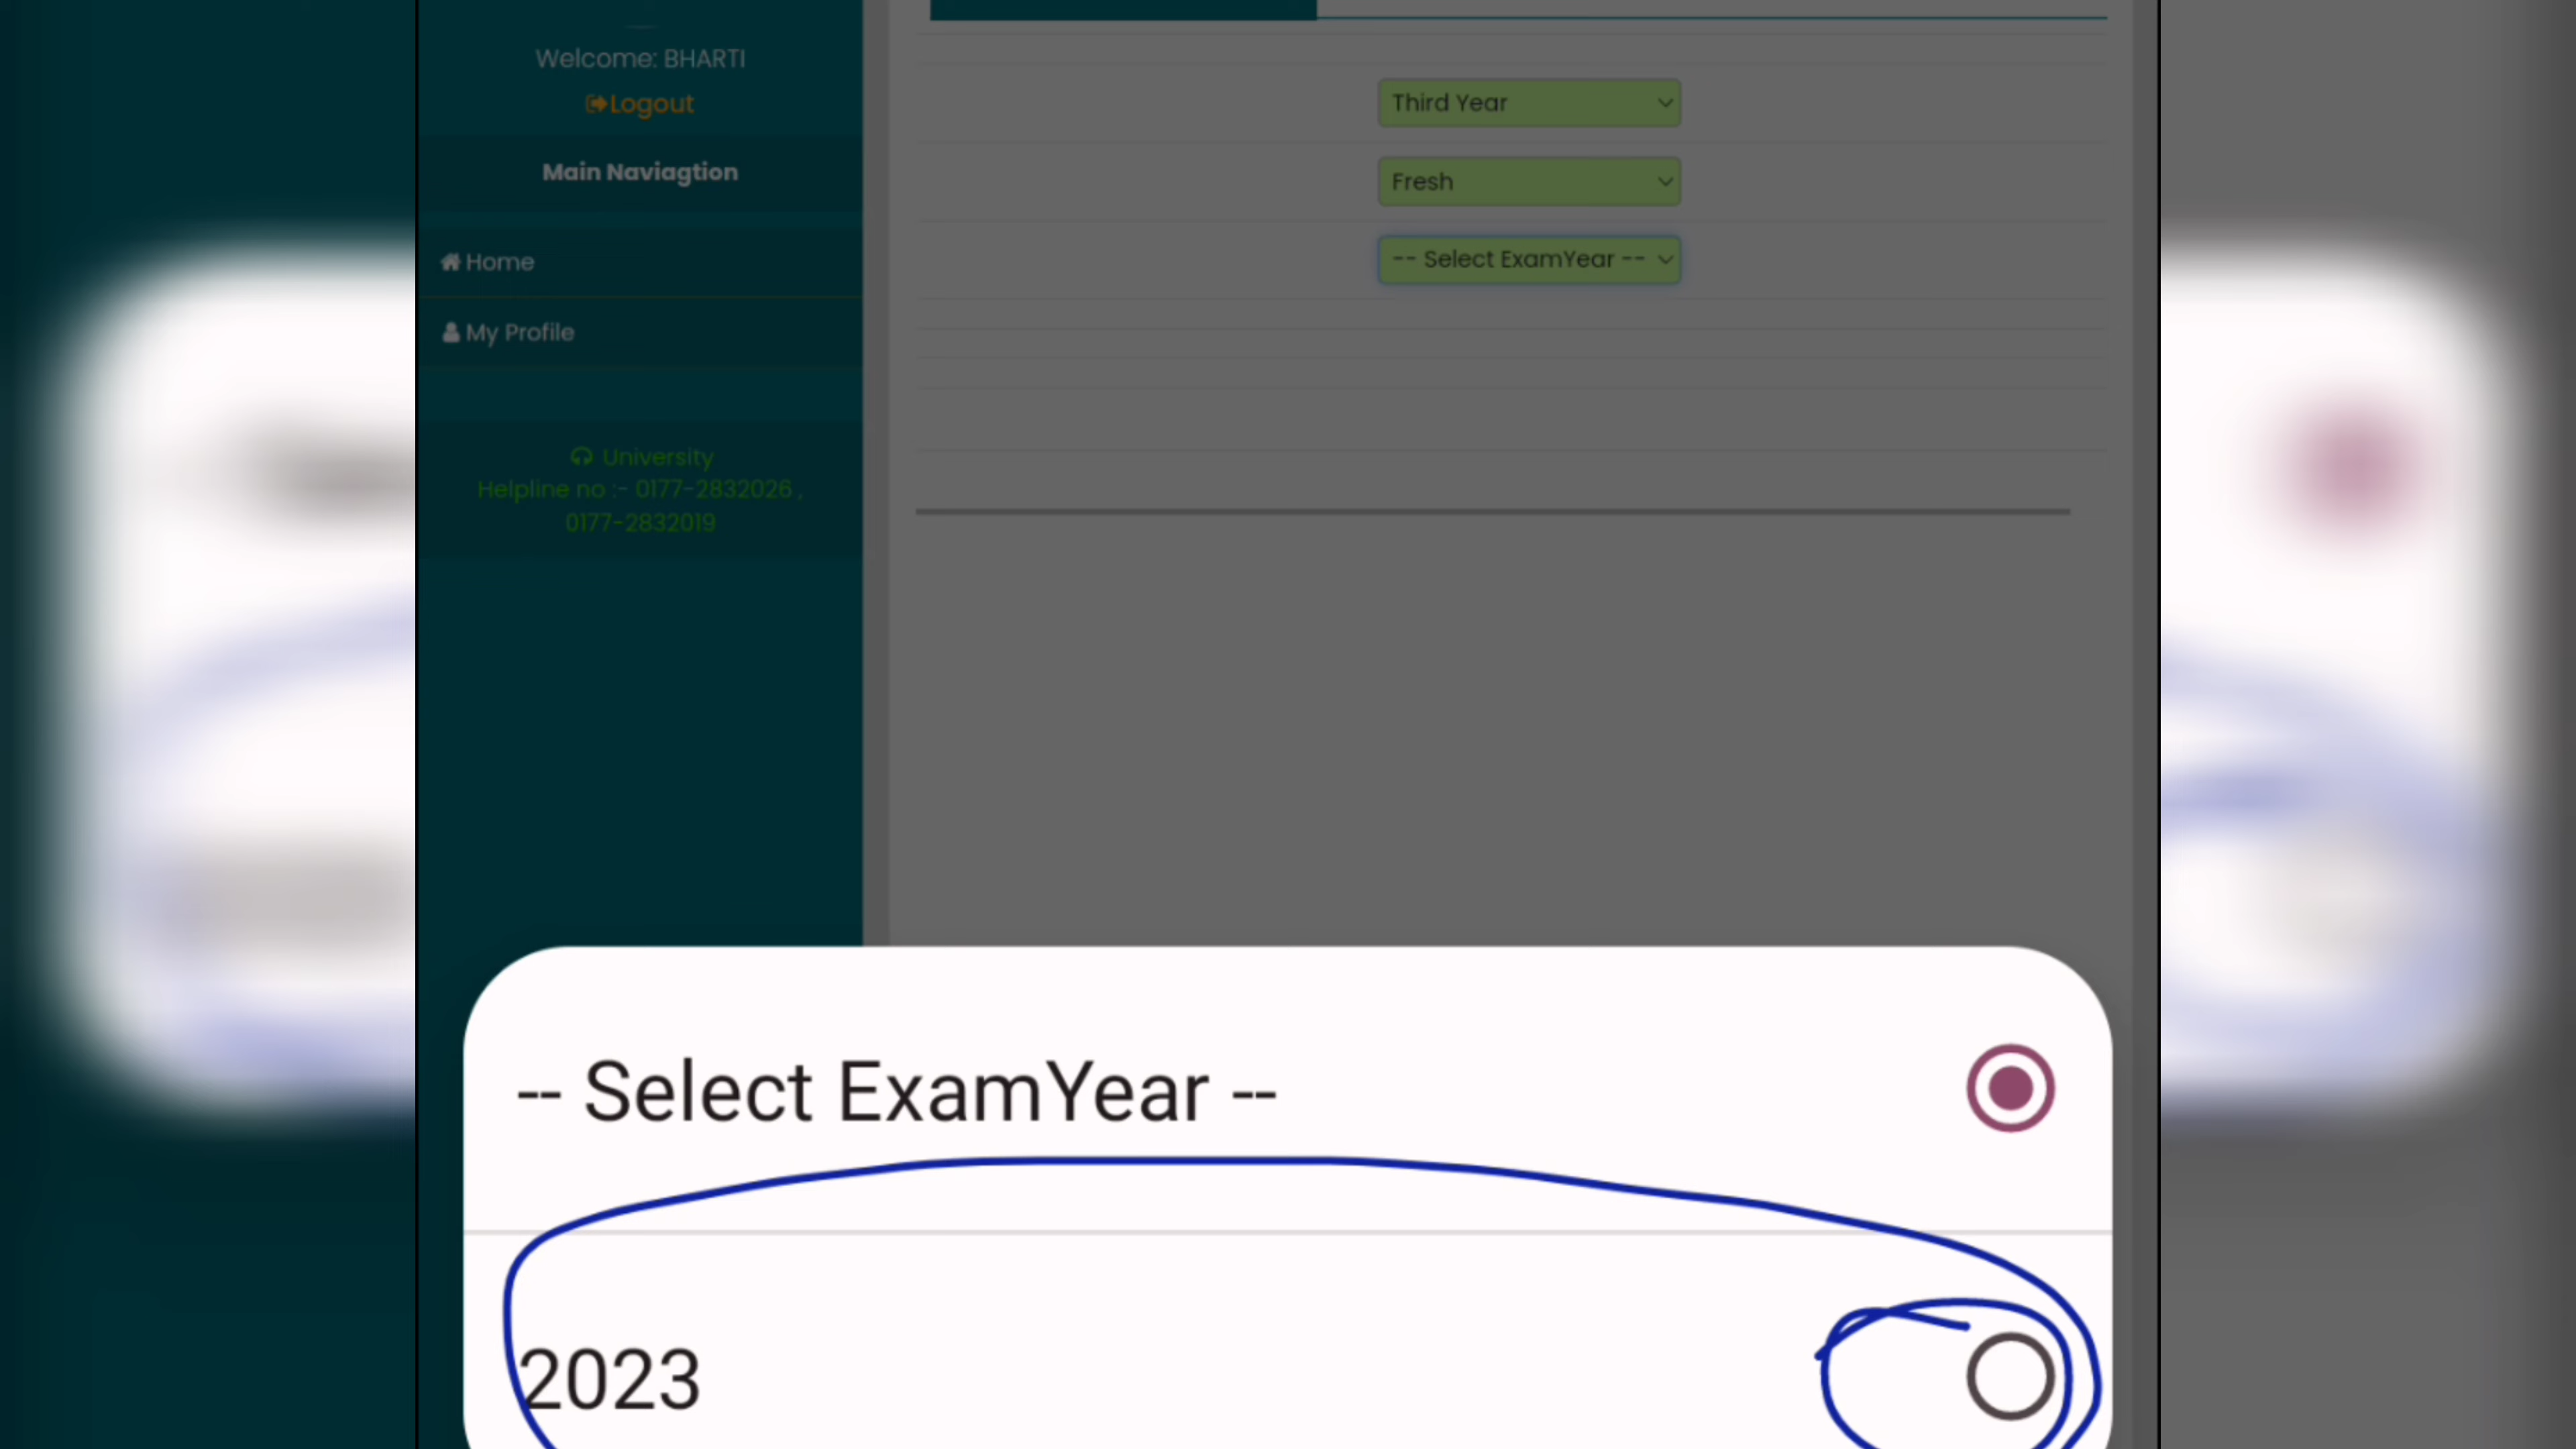 Welcome: BHARTI
Logout
Main Naviagtion
Home
My Profile
University
Helpline no :- 0177-2832026 ,
0177-2832019
Third Year
Fresh
-- Select ExamYear --
-- Select ExamYear --
2023